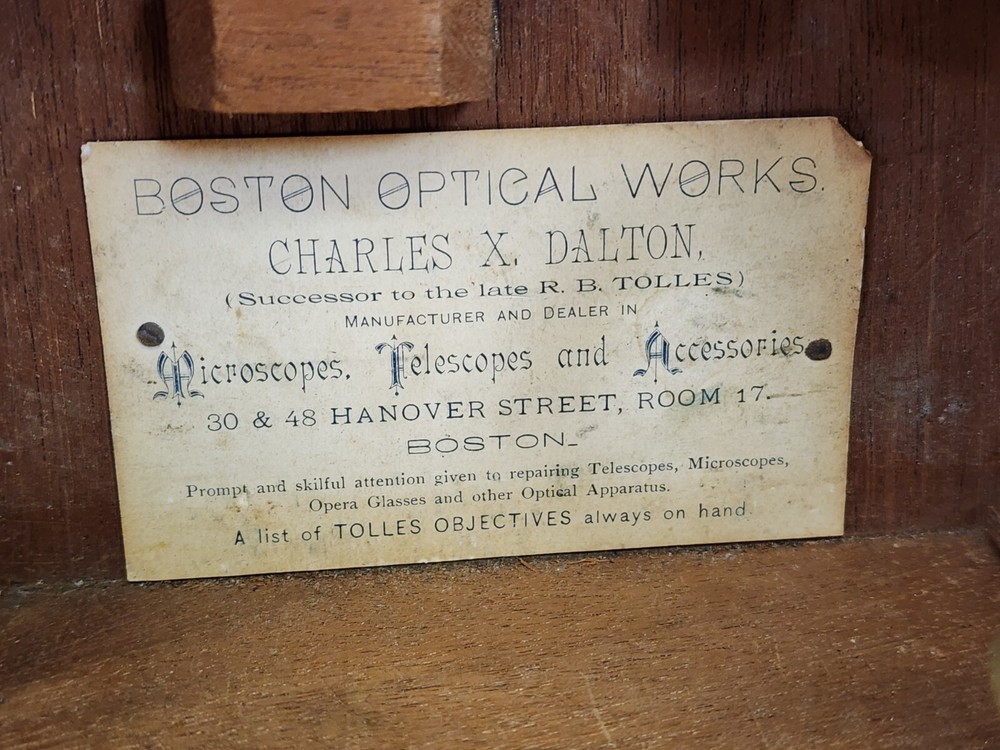 BOSTON OPTICAL WORKS.
CHARLES X. DALTON,
(Successor to the late R. B. TOLLES)
MANUFACTURER AND DEALER IN
Microscopes, Telescopes and Accessories,
30 & 48 HANOVER STREET, ROOM 17.
BOSTON.
Prompt and skilful attention given to repairing Telescopes, Microscopes,
Opera Glasses and other Optical Apparatus.
A list of TOLLES OBJECTIVES always on hand.